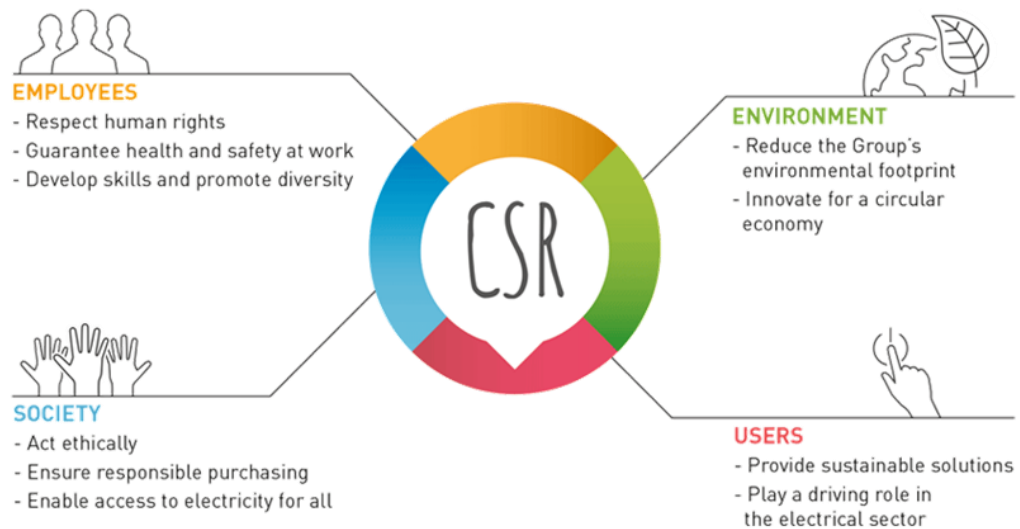 EMPLOYEES
- Respect human rights
- Guarantee health and safety at work
- Develop skills and promote diversity
ENVIRONMENT
- Reduce the Group's
environmental footprint
- Innovate for a circular
economy
CSR
SOCIETY
- Act ethically
- Ensure responsible purchasing
- Enable access to electricity for all
USERS
- Provide sustainable solutions
- Play a driving role in
the electrical sector